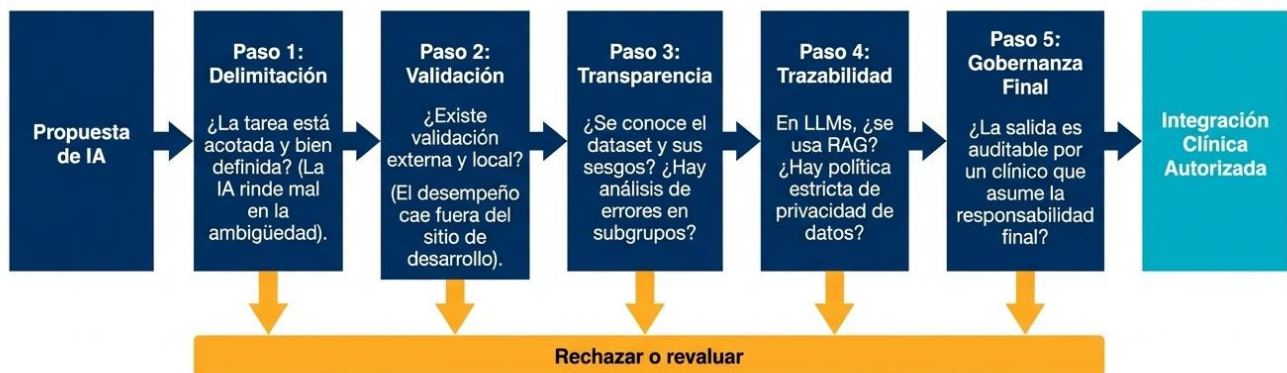 Propuesta
de IA
Paso 1:
Delimitación
¿La tarea está
acotada y bien
definida? (La
IA rinde mal
en la
ambigüedad).
Paso 2:
Validación
¿Existe
validación
externa y local?
(El desempeño
cae fuera del
sitio de
desarrollo).
Paso 3:
Transparencia
¿Se conoce el
dataset y sus
sesgos? ¿Hay
análisis de
errores en
subgrupos?
Paso 4:
Trazabilidad
En LLMs, ¿se
usa RAG?
¿Hay política
estricta de
privacidad de
datos?
Paso 5:
Gobernanza
Final
¿La salida es
auditable por
un clínico que
asume la
responsabilidad
final?
Integración
Clínica
Autorizada
Rechazar o revaluar